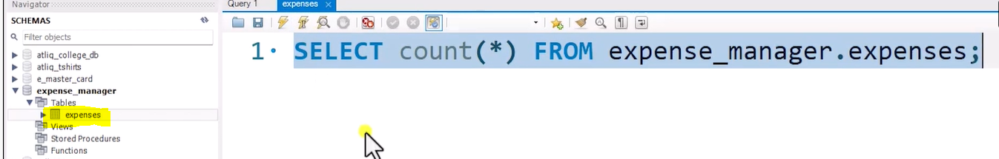 Navigator
SCHEMAS
Filter objects
atliq_college_db
atliq_tshirts
e_master_card
expense_manager
Tables
expenses
Views
Stored Procedures
Functions
Query 1
expenses
1 SELECT count(*) FROM expense_manager.expenses;